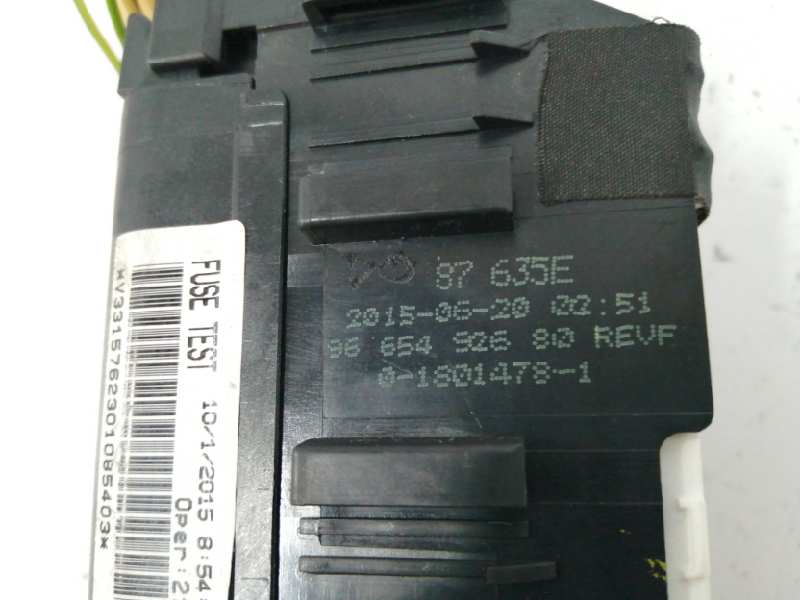 87 635E
2015-06-20 02:51
96 654 926 80 REVF
0-1801478-1
FUSE TEST 10/1/2015 8:54:
Oper:2
*V3315762301085403*